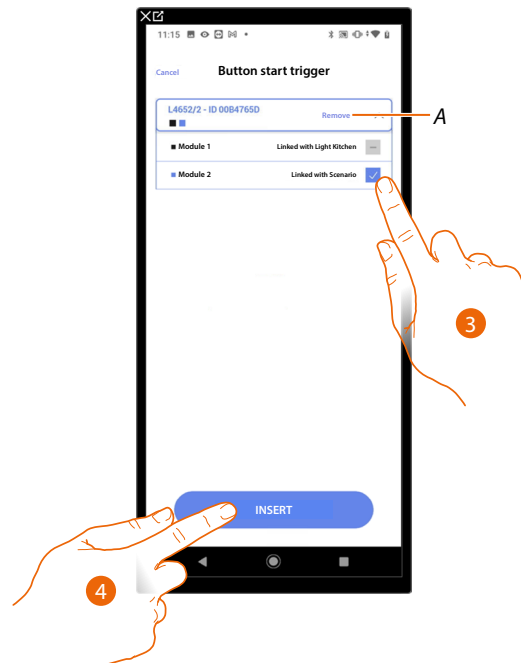 11:15
Cancel
Button start trigger
L4652/2 - ID 00B4765D
Remove
A
Module 1
Linked with Light Kitchen
Module 2
Linked with Scenario
3
INSERT
4